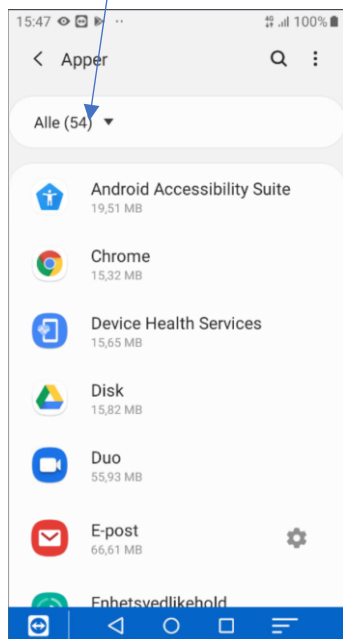 15:47
100%
Apper
Alle (54)
Android Accessibility Suite
19,51 MB
Chrome
15,32 MB
Device Health Services
15,65 MB
Disk
15,82 MB
Duo
55,93 MB
E-post
66,61 MB
Enhetsvedlikehold